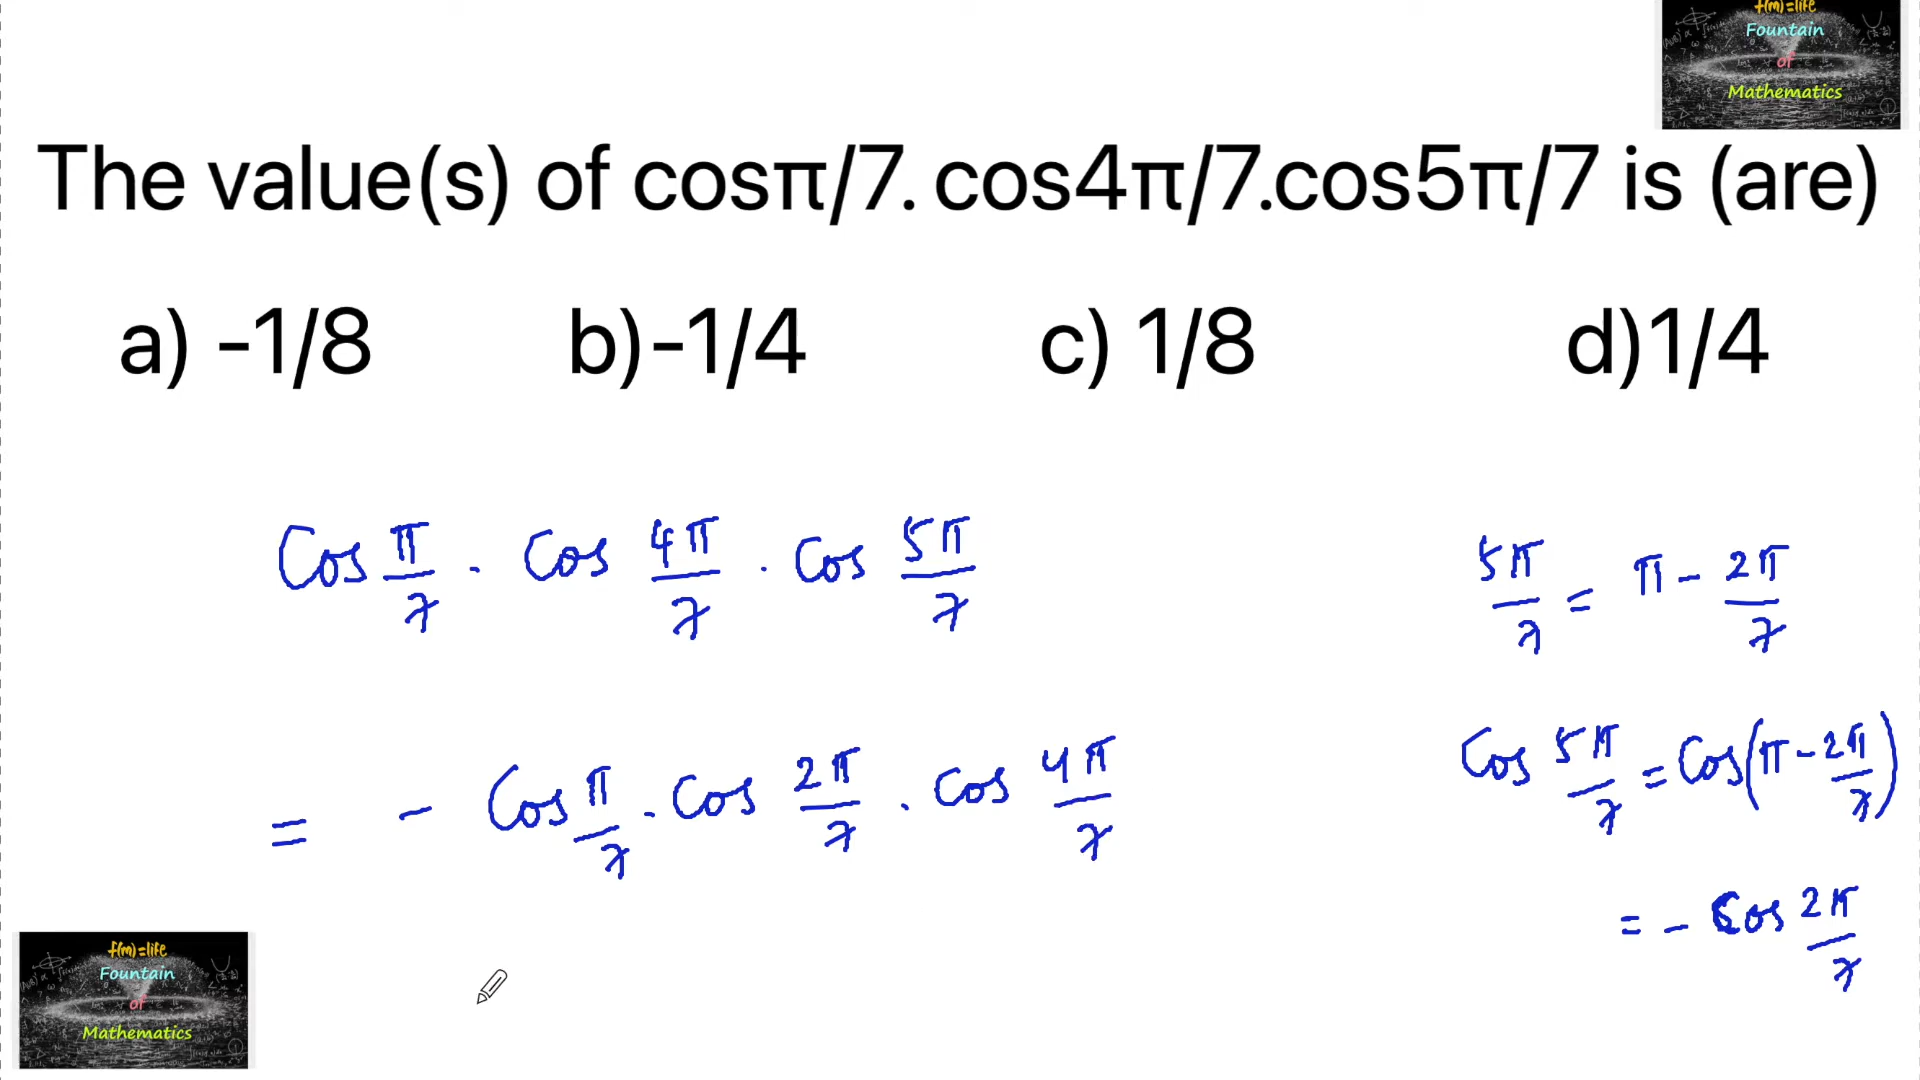 f(m)=life
Fountain
of
Mathematics
The value(s) of cosπ/7. cos4π/7.cos5π/7 is (are)
a) -1/8 b)-1/4 c) 1/8 d)1/4
Cos π/7 . Cos 4π/7 . Cos 5π/7
5π/7 = π - 2π/7
= - Cos π/7 . Cos 2π/7 . Cos 4π/7
Cos 5π/7 = Cos(π - 2π/7)
= - Cos 2π/7
f(m)=life
Fountain
of
Mathematics